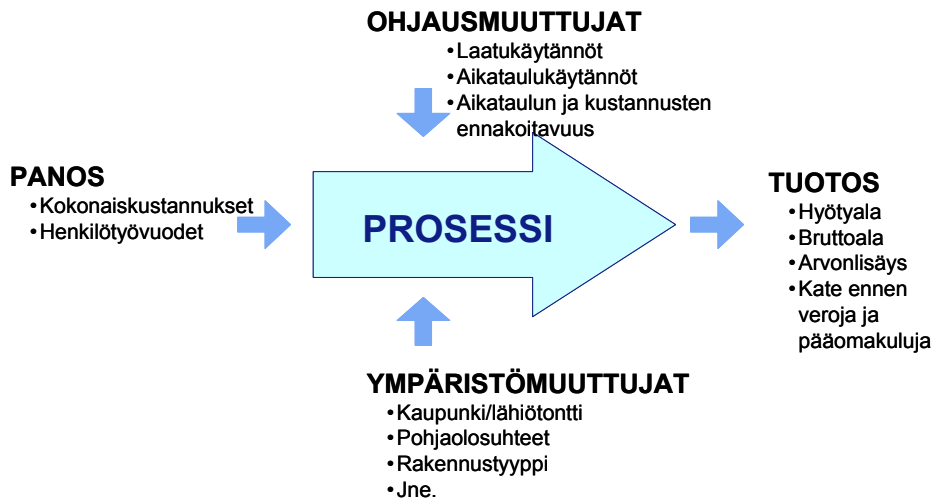 OHJAUSMUUTTUJAT
•Laatukäytännöt
•Aikataulukäytännöt
•Aikataulun ja kustannusten
ennakoitavuus
PANOS
•Kokonaiskustannukset
•Henkilötyövuodet
PROSESSI
TUOTOS
•Hyötyala
•Bruttoala
•Arvonlisäys
•Kate ennen
veroja ja
pääomakuluja
YMPÄRISTÖMUUTTUJAT
•Kaupunki/lähiötontti
•Pohjaolosuhteet
•Rakennustyyppi
•Jne.